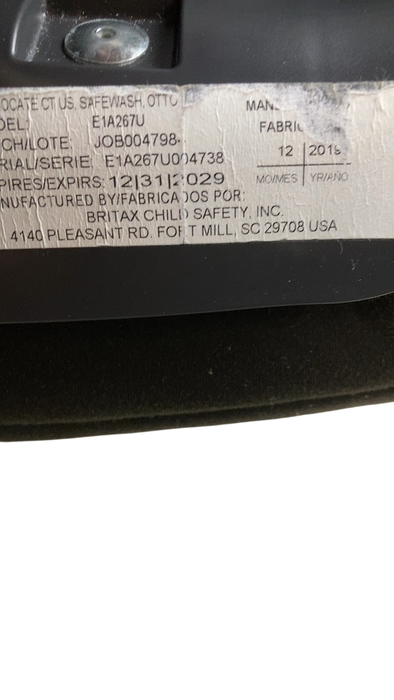 OCATE CT US, SAFEWASH, OTTO
DEL: E1A267U
CH/LOTE: JOB004798
RIAL/SERIE: E1A267U004738
PIRES/EXPIRS: 12|31|2029
NUFACTURED BY/FABRICADOS POR:
BRITAX CHILD SAFETY, INC.
4140 PLEASANT RD. FORT MILL, SC 29708 USA
MAN
FABRIC
12 | 2019
MO/MES | YR/AÑO